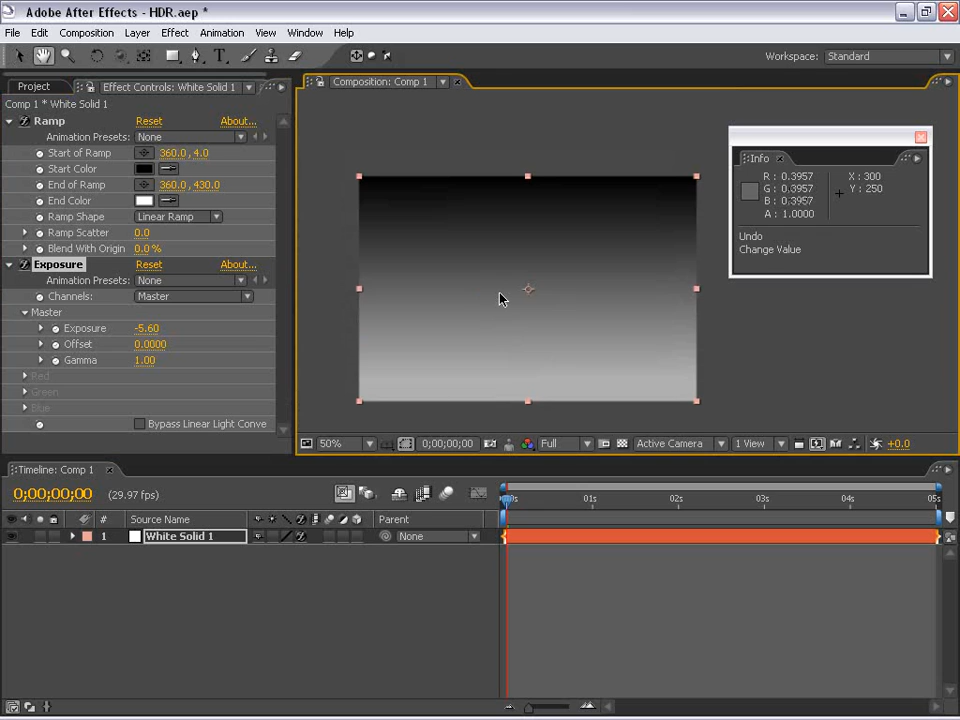 Adobe After Effects - HDR.aep *
File Edit Composition Layer Effect Animation View Window Help
Workspace: Standard
Project Effect Controls: White Solid 1
Comp 1 * White Solid 1
Ramp Reset About...
Animation Presets: None
Start of Ramp 360.0, 4.0
Start Color
End of Ramp 360.0, 430.0
End Color
Ramp Shape Linear Ramp
Ramp Scatter 0.0
Blend With Origin 0.0 %
Exposure Reset About...
Animation Presets: None
Channels: Master
Master
Exposure -5.60
Offset 0.0000
Gamma 1.00
Red
Green
Blue
Bypass Linear Light Conve
Composition: Comp 1
Info
R: 0.3957 X: 300
G: 0.3957 Y: 250
B: 0.3957
A: 1.0000
Undo
Change Value
50% 0;00;00;00 Full Active Camera 1 View +0.0
Timeline: Comp 1
0;00;00;00 (29.97 fps)
0s 01s 02s 03s 04s 05s
# Source Name Parent
1 White Solid 1 None